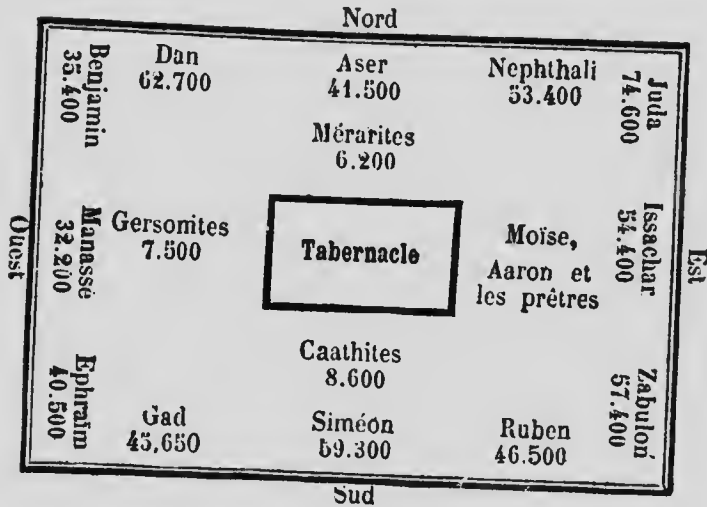 Nord
Benjamin
35.400
Dan
62.700
Aser
41.500
Nephthali
53.400
Juda
74.600
Mérarites
6.200
Ouest
Manassé
32.200
Gersonites
7.500
Tabernacle
Moïse,
Aaron et
les prêtres
Issachar
54.400
Est
Caathites
8.600
Ephraïm
40.500
Gad
45,650
Siméon
59.300
Ruben
46.500
Zabulon
57.400
Sud